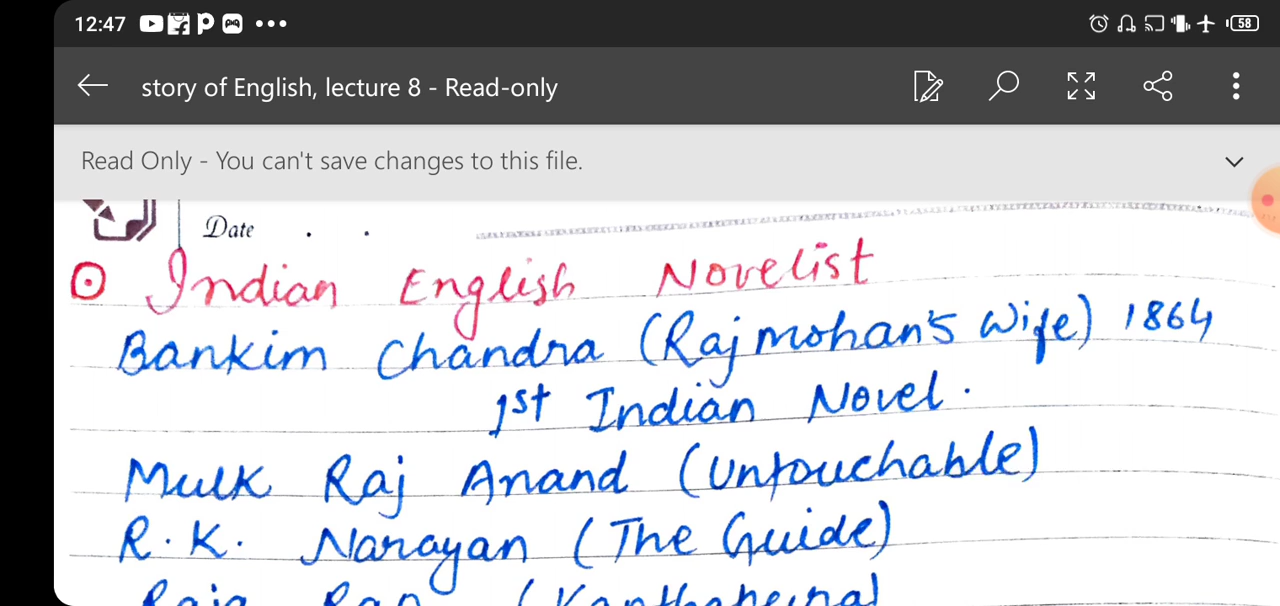 12:47
58
story of English, lecture 8 - Read-only
Read Only - You can't save changes to this file.
Date . .
Indian English Novelist
Bankim Chandra (Rajmohan's Wife) 1864
1st Indian Novel.
Mulk Raj Anand (Untouchable)
R.K. Narayan (The Guide)
Raja Rao